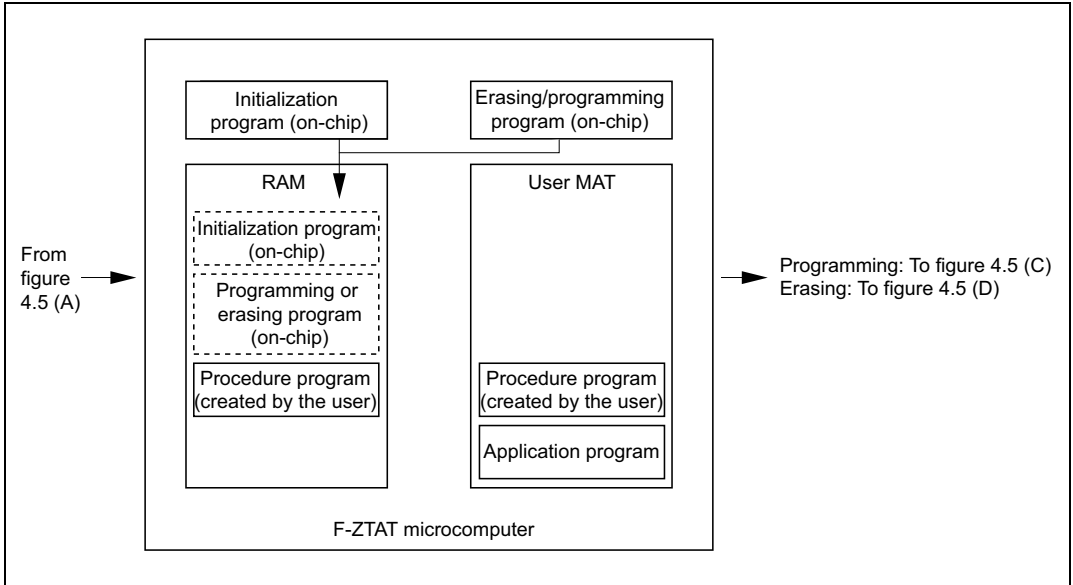 Initialization
program (on-chip)
Erasing/programming
program (on-chip)
RAM
User MAT
Initialization program
(on-chip)
From
figure
4.5 (A)
Programming or
erasing program
(on-chip)
Programming: To figure 4.5 (C)
Erasing: To figure 4.5 (D)
Procedure program
(created by the user)
Procedure program
(created by the user)
Application program
F-ZTAT microcomputer